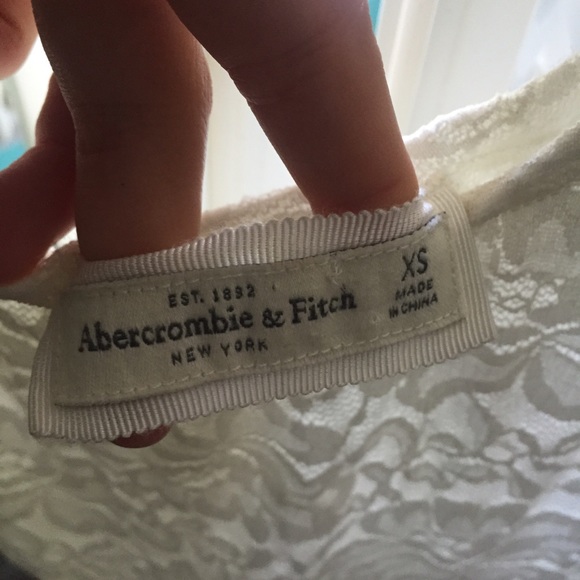 EST. 1892
Abercrombie & Fitch
NEW YORK
XS
MADE
IN CHINA